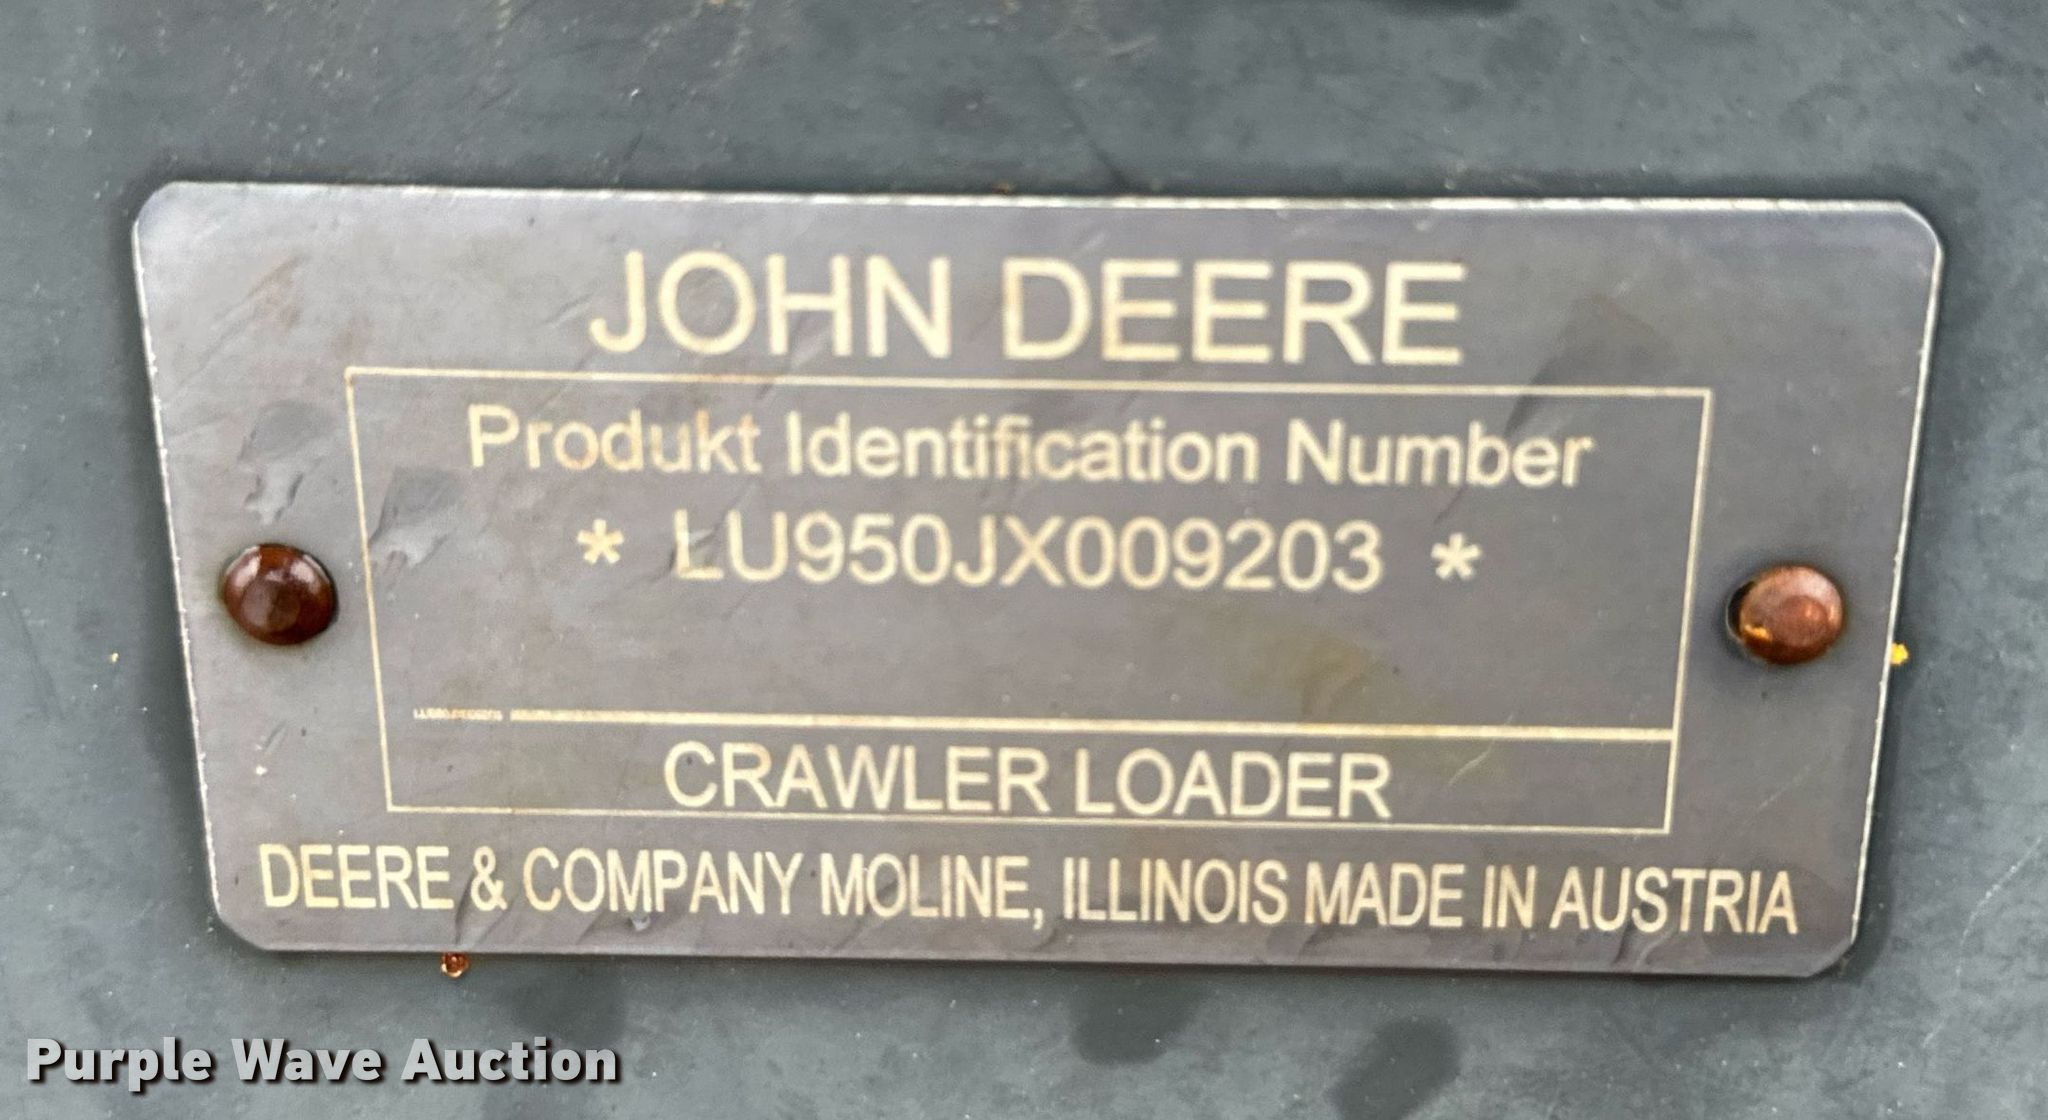 JOHN DEERE
Produkt Identification Number
* LU950JX009203 *
CRAWLER LOADER
DEERE & COMPANY MOLINE, ILLINOIS MADE IN AUSTRIA
Purple Wave Auction